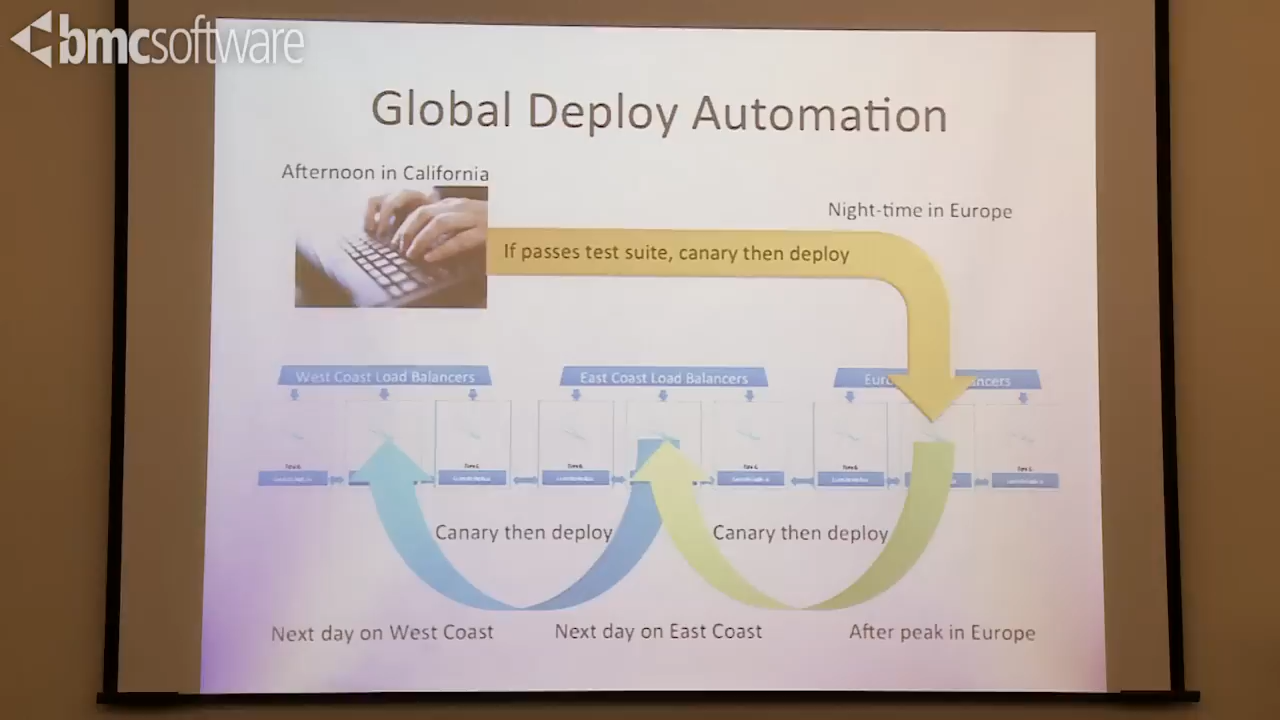 bmcsoftware
Global Deploy Automation
Afternoon in California
Night-time in Europe
If passes test suite, canary then deploy
West Coast Load Balancers
East Coast Load Balancers
Canary then deploy
Canary then deploy
Next day on West Coast
Next day on East Coast
After peak in Europe